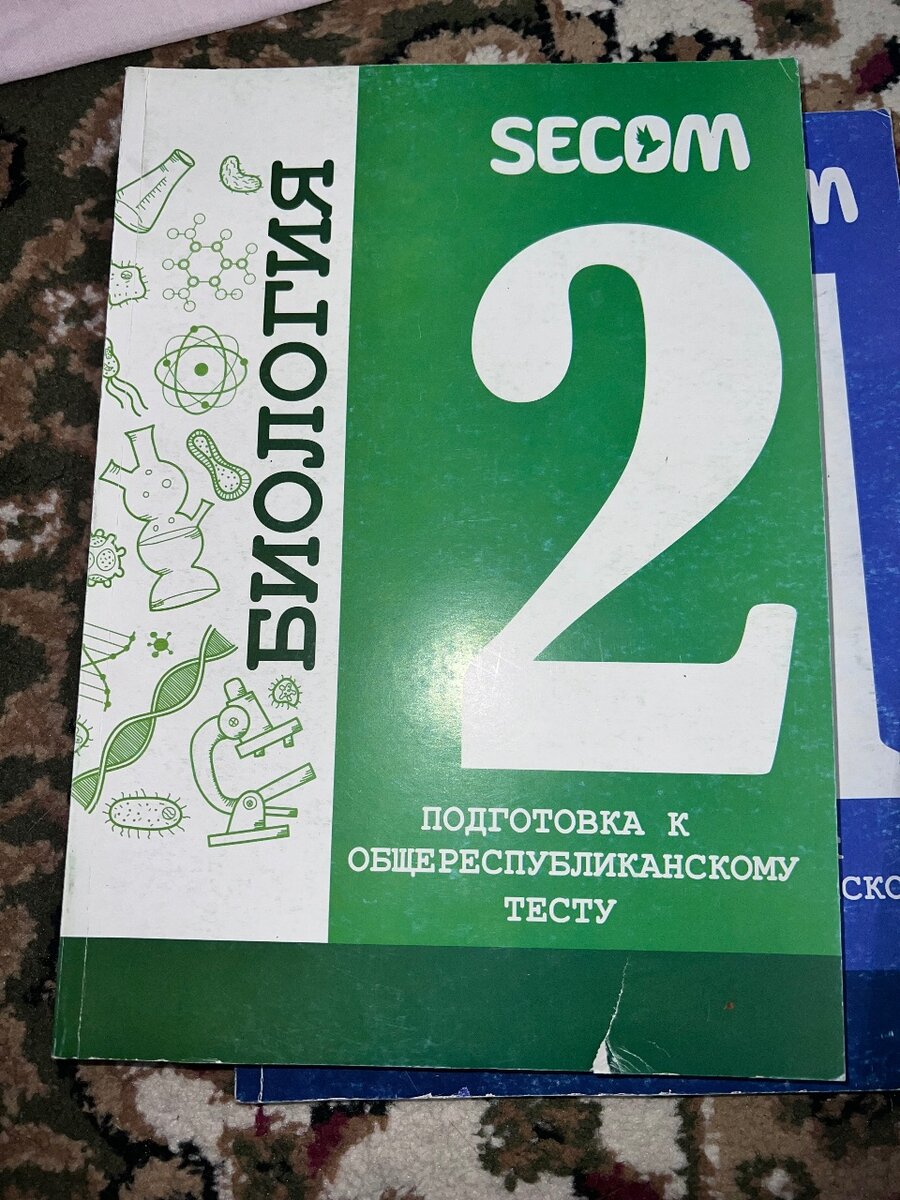 SECOM
БИОЛОГИЯ
2
ПОДГОТОВКА К
ОБЩЕРЕСПУБЛИКАНСКОМУ
ТЕСТУ